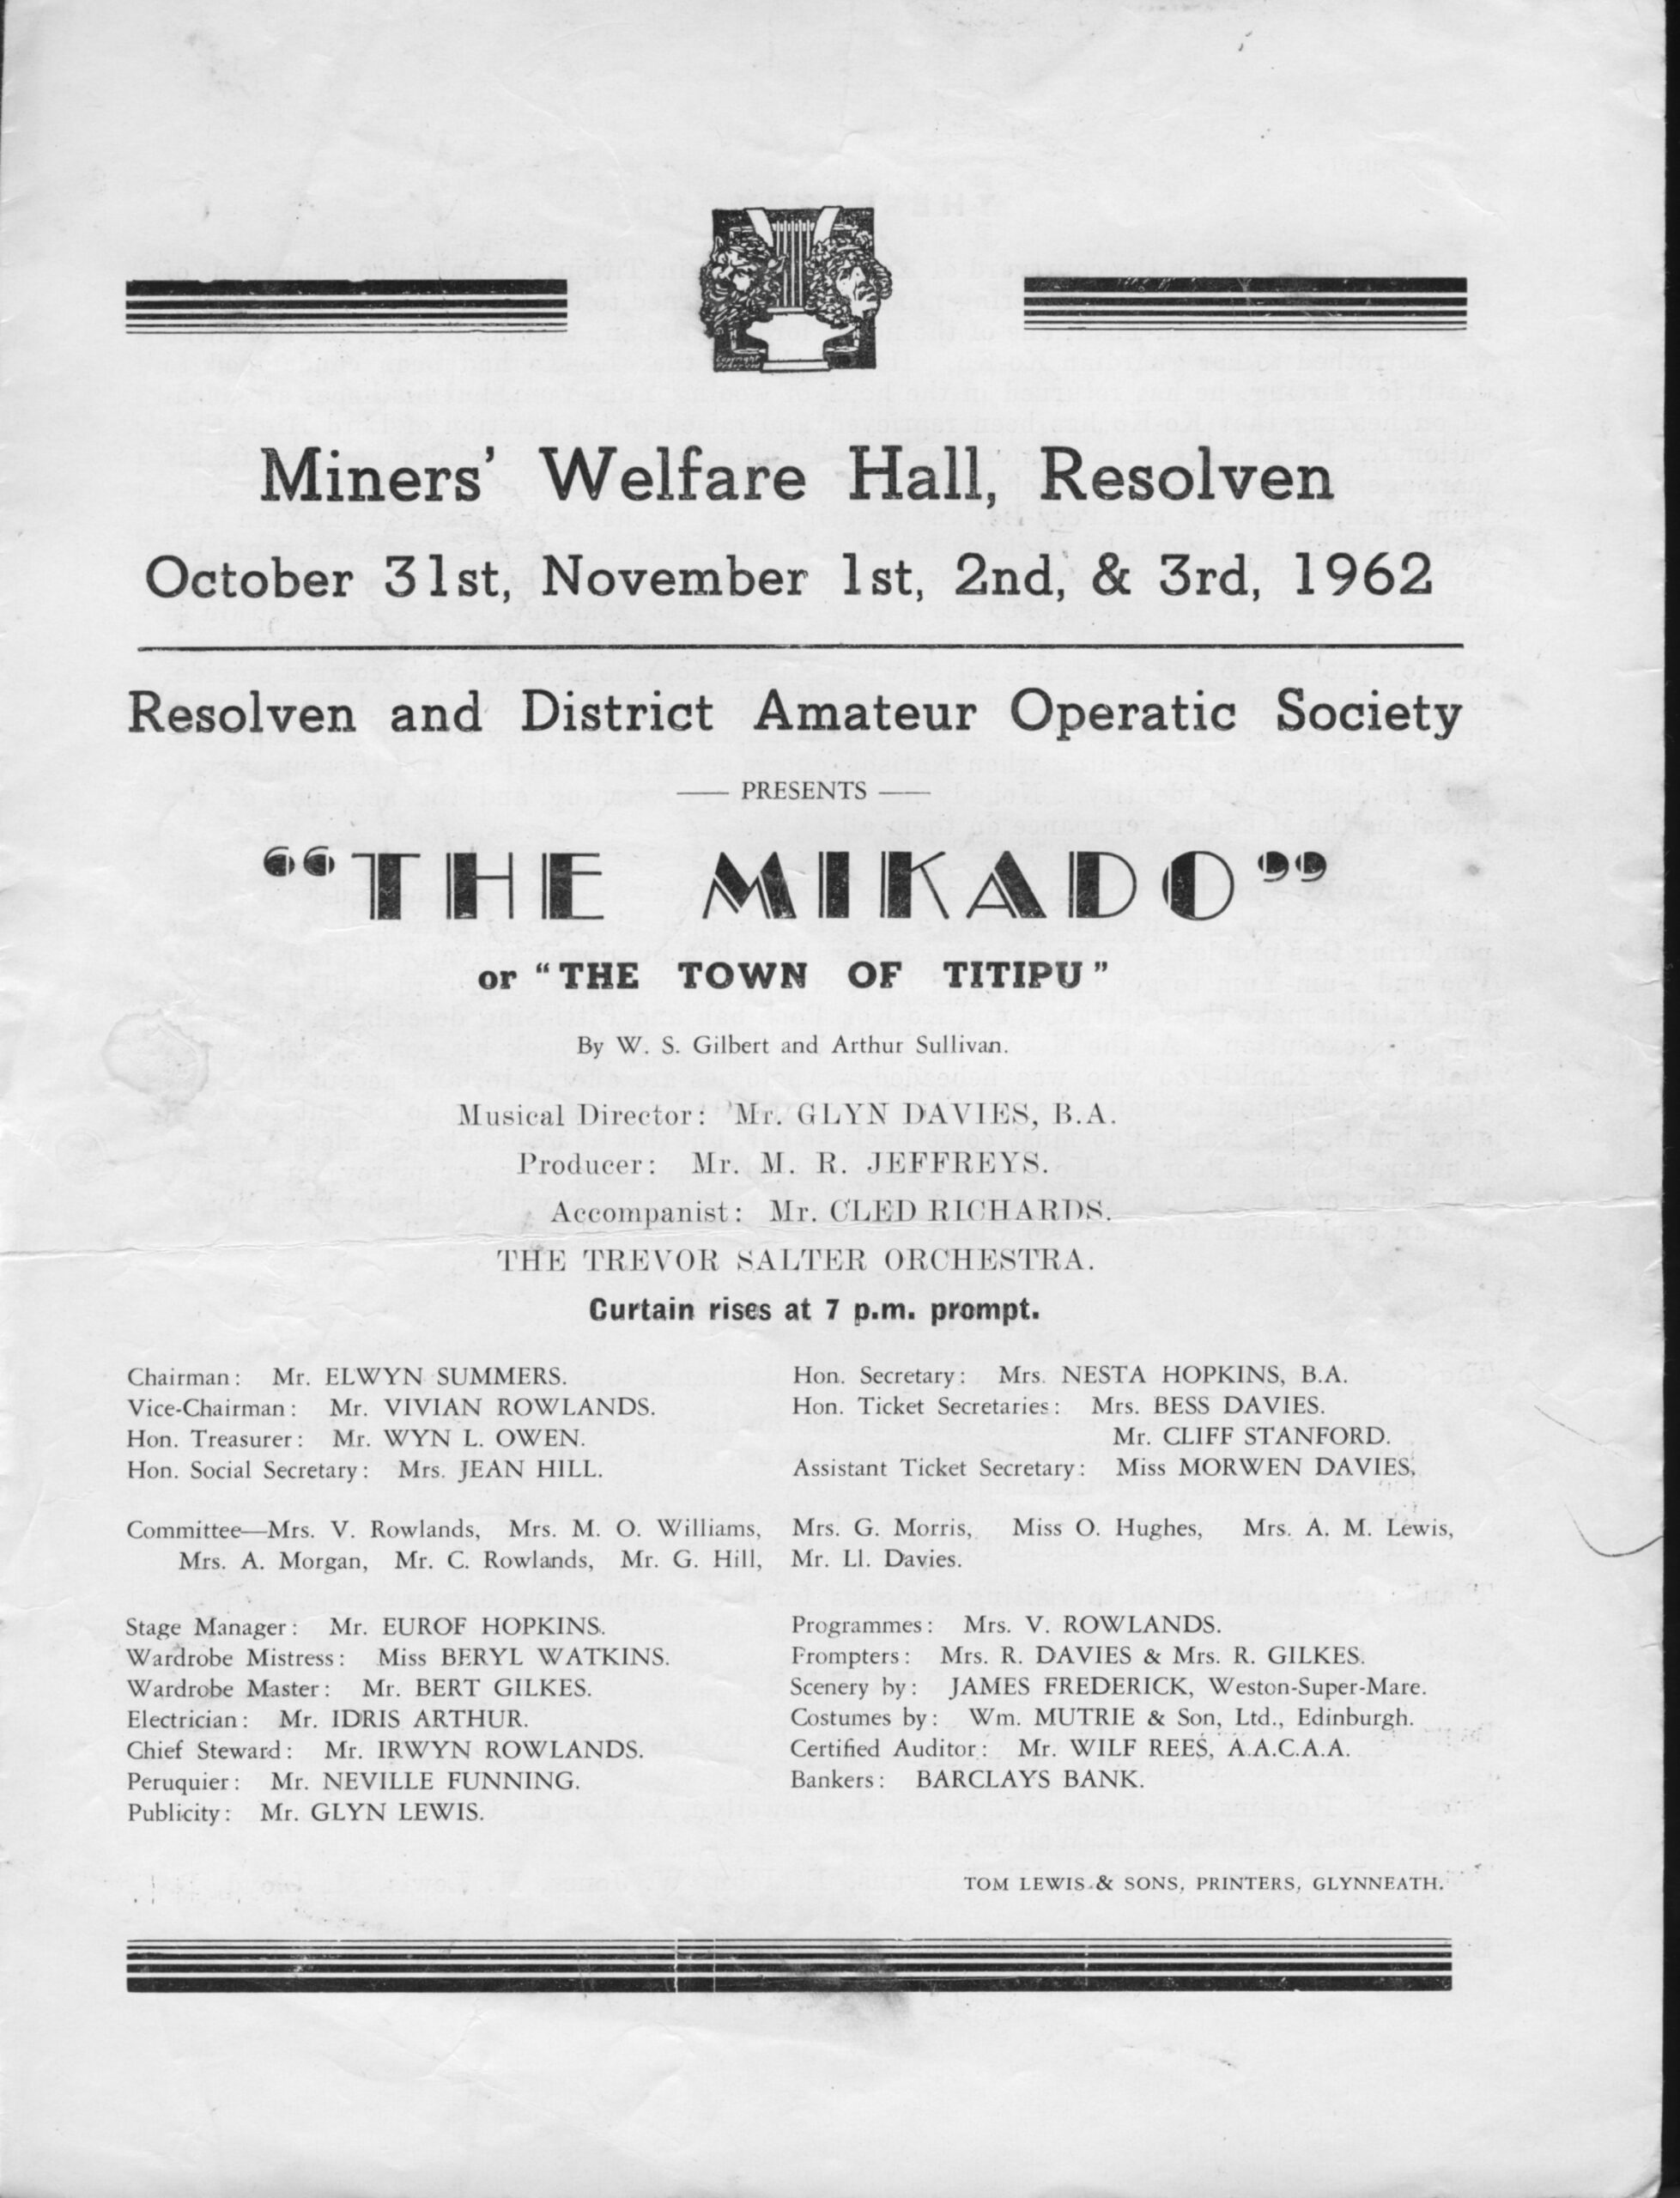 Miners' Welfare Hall, Resolven
October 31st, November 1st, 2nd, & 3rd, 1962
Resolven and District Amateur Operatic Society
PRESENTS
"THE MIKADO"
or "THE TOWN OF TITIPU"
By W. S. Gilbert and Arthur Sullivan.
Musical Director: Mr. GLYN DAVIES, B.A.
Producer: Mr. M. R. JEFFREYS.
Accompanist: Mr. CLED RICHARDS.
THE TREVOR SALTER ORCHESTRA.
Curtain rises at 7 p.m. prompt.
Chairman: Mr. ELWYN SUMMERS.
Vice-Chairman: Mr. VIVIAN ROWLANDS.
Hon. Treasurer: Mr. WYN L. OWEN.
Hon. Social Secretary: Mrs. JEAN HILL.
Hon. Secretary: Mrs. NESTA HOPKINS, B.A.
Hon. Ticket Secretaries: Mrs. BESS DAVIES.
Mr. CLIFF STANFORD.
Assistant Ticket Secretary: Miss MORWEN DAVIES,
Committee—Mrs. V. Rowlands, Mrs. M. O. Williams, Mrs. G. Morris, Miss O. Hughes, Mrs. A. M. Lewis,
Mrs. A. Morgan, Mr. C. Rowlands, Mr. G. Hill, Mr. Ll. Davies.
Stage Manager: Mr. EUROF HOPKINS.
Wardrobe Mistress: Miss BERYL WATKINS.
Wardrobe Master: Mr. BERT GILKES.
Electrician: Mr. IDRIS ARTHUR.
Chief Steward: Mr. IRWYN ROWLANDS.
Peruquier: Mr. NEVILLE FUNNING.
Publicity: Mr. GLYN LEWIS.
Programmes: Mrs. V. ROWLANDS.
Prompters: Mrs. R. DAVIES & Mrs. R. GILKES.
Scenery by: JAMES FREDERICK, Weston-Super-Mare.
Costumes by: Wm. MUTRIE & Son, Ltd., Edinburgh.
Certified Auditor: Mr. WILF REES, A.A.C.A.A.
Bankers: BARCLAYS BANK.
TOM LEWIS & SONS, PRINTERS, GLYNNEATH.